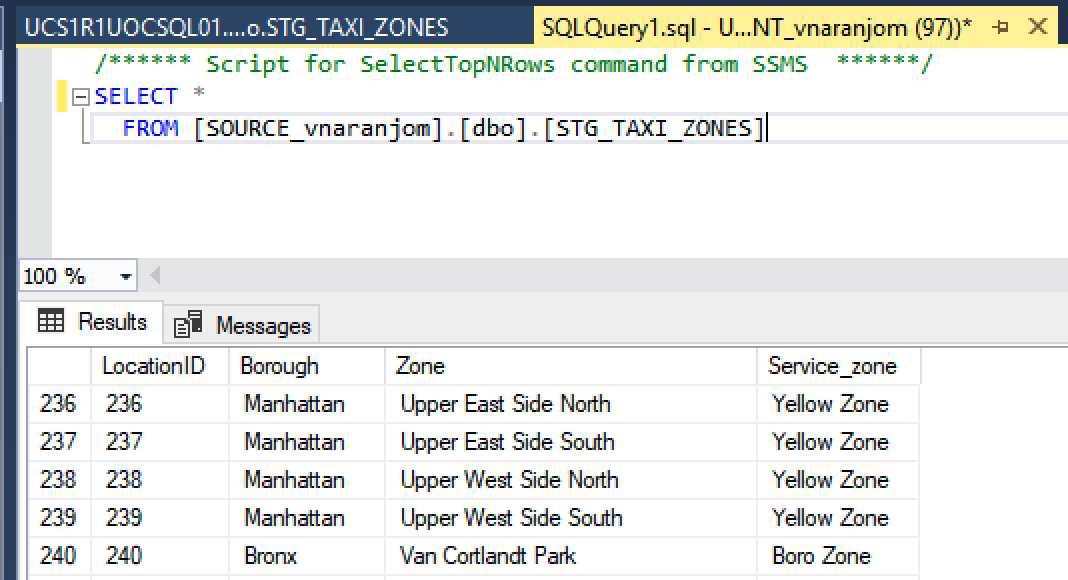 UCS1R1UOCSQL01....o.STG_TAXI_ZONES SQLQuery1.sql - U...NT_vnaranjom (97))*
/****** Script for SelectTopNRows command from SSMS ******/
SELECT *
FROM [SOURCE_vnaranjom].[dbo].[STG_TAXI_ZONES]
100 %
Results Messages
LocationID Borough Zone Service_zone
236 236 Manhattan Upper East Side North Yellow Zone
237 237 Manhattan Upper East Side South Yellow Zone
238 238 Manhattan Upper West Side North Yellow Zone
239 239 Manhattan Upper West Side South Yellow Zone
240 240 Bronx Van Cortlandt Park Boro Zone